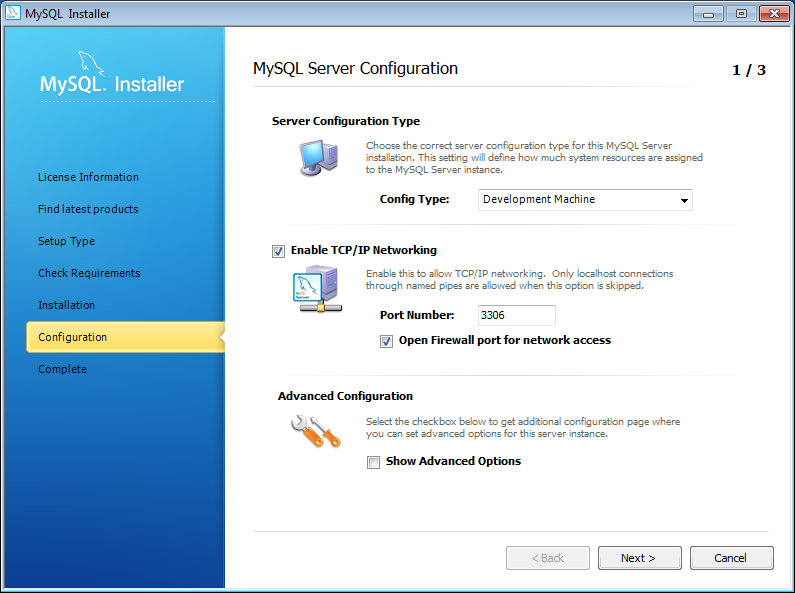 MySQL Installer
MySQL Installer
License Information
Find latest products
Setup Type
Check Requirements
Installation
Configuration
Complete
MySQL Server Configuration
1 / 3
Server Configuration Type
Choose the correct server configuration type for this MySQL Server
installation. This setting will define how much system resources are assigned
to the MySQL Server instance.
Config Type:
Development Machine
Enable TCP/IP Networking
Enable this to allow TCP/IP networking. Only localhost connections
through named pipes are allowed when this option is skipped.
Port Number:
3306
Open Firewall port for network access
Advanced Configuration
Select the checkbox below to get additional configuration page where
you can set advanced options for this server instance.
Show Advanced Options
< Back
Next >
Cancel